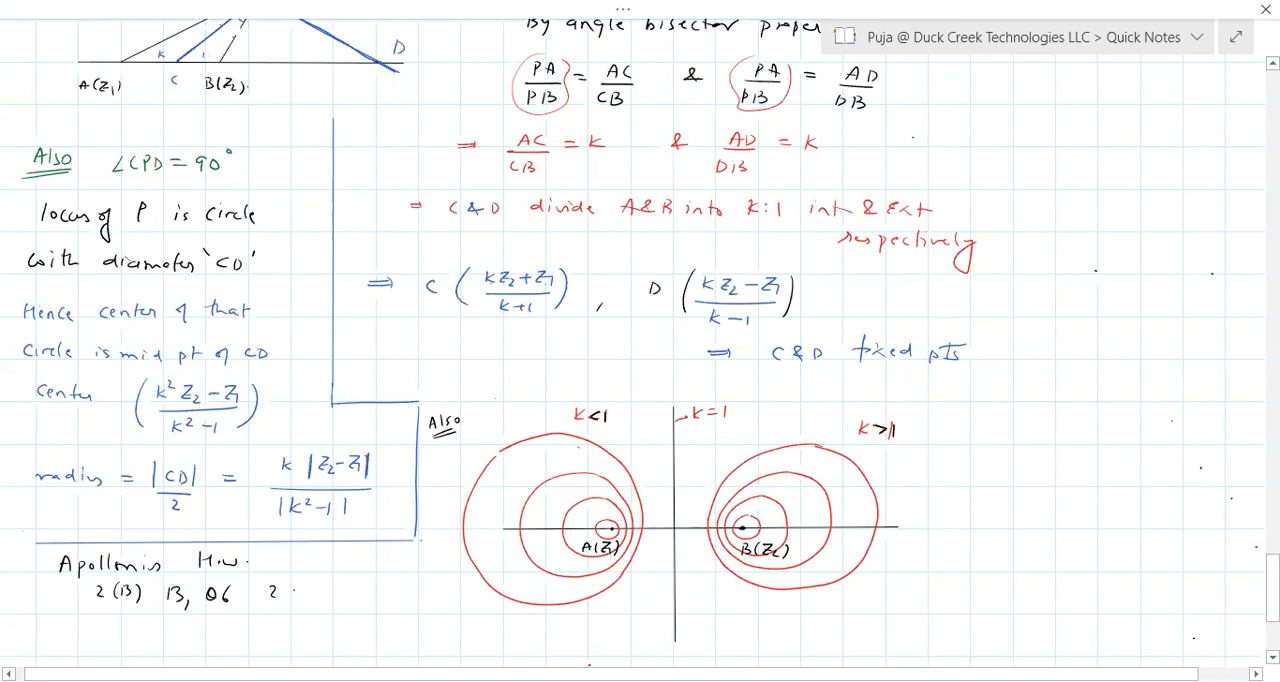 By angle bisector proper
Puja @ Duck Creek Technologies LLC > Quick Notes
D
K 1
A(Z1) C B(Z2)
PA/PB = AC/CB & PA/PB = AD/DB
⇒ AC/CB = K & AD/DB = K
⇒ C & D divide A&B into K:1 int & Ext
respectively
⇒ C ((KZ2+Z1)/(K+1)) , D ((KZ2-Z1)/(K-1))
⇒ C & D fixed pts
Also ∠CPD = 90°
locus of P is circle
with diameter 'CD'
Hence center of that
circle is mid pt of CD
center ((K²Z2-Z1)/(K²-1))
radius = |CD|/2 = K|Z2-Z1|/|K²-1|
Apollonis H.w.
2(B) 13, 06 2
Also K<1 K=1 K>1
A(Z1) B(Z2)